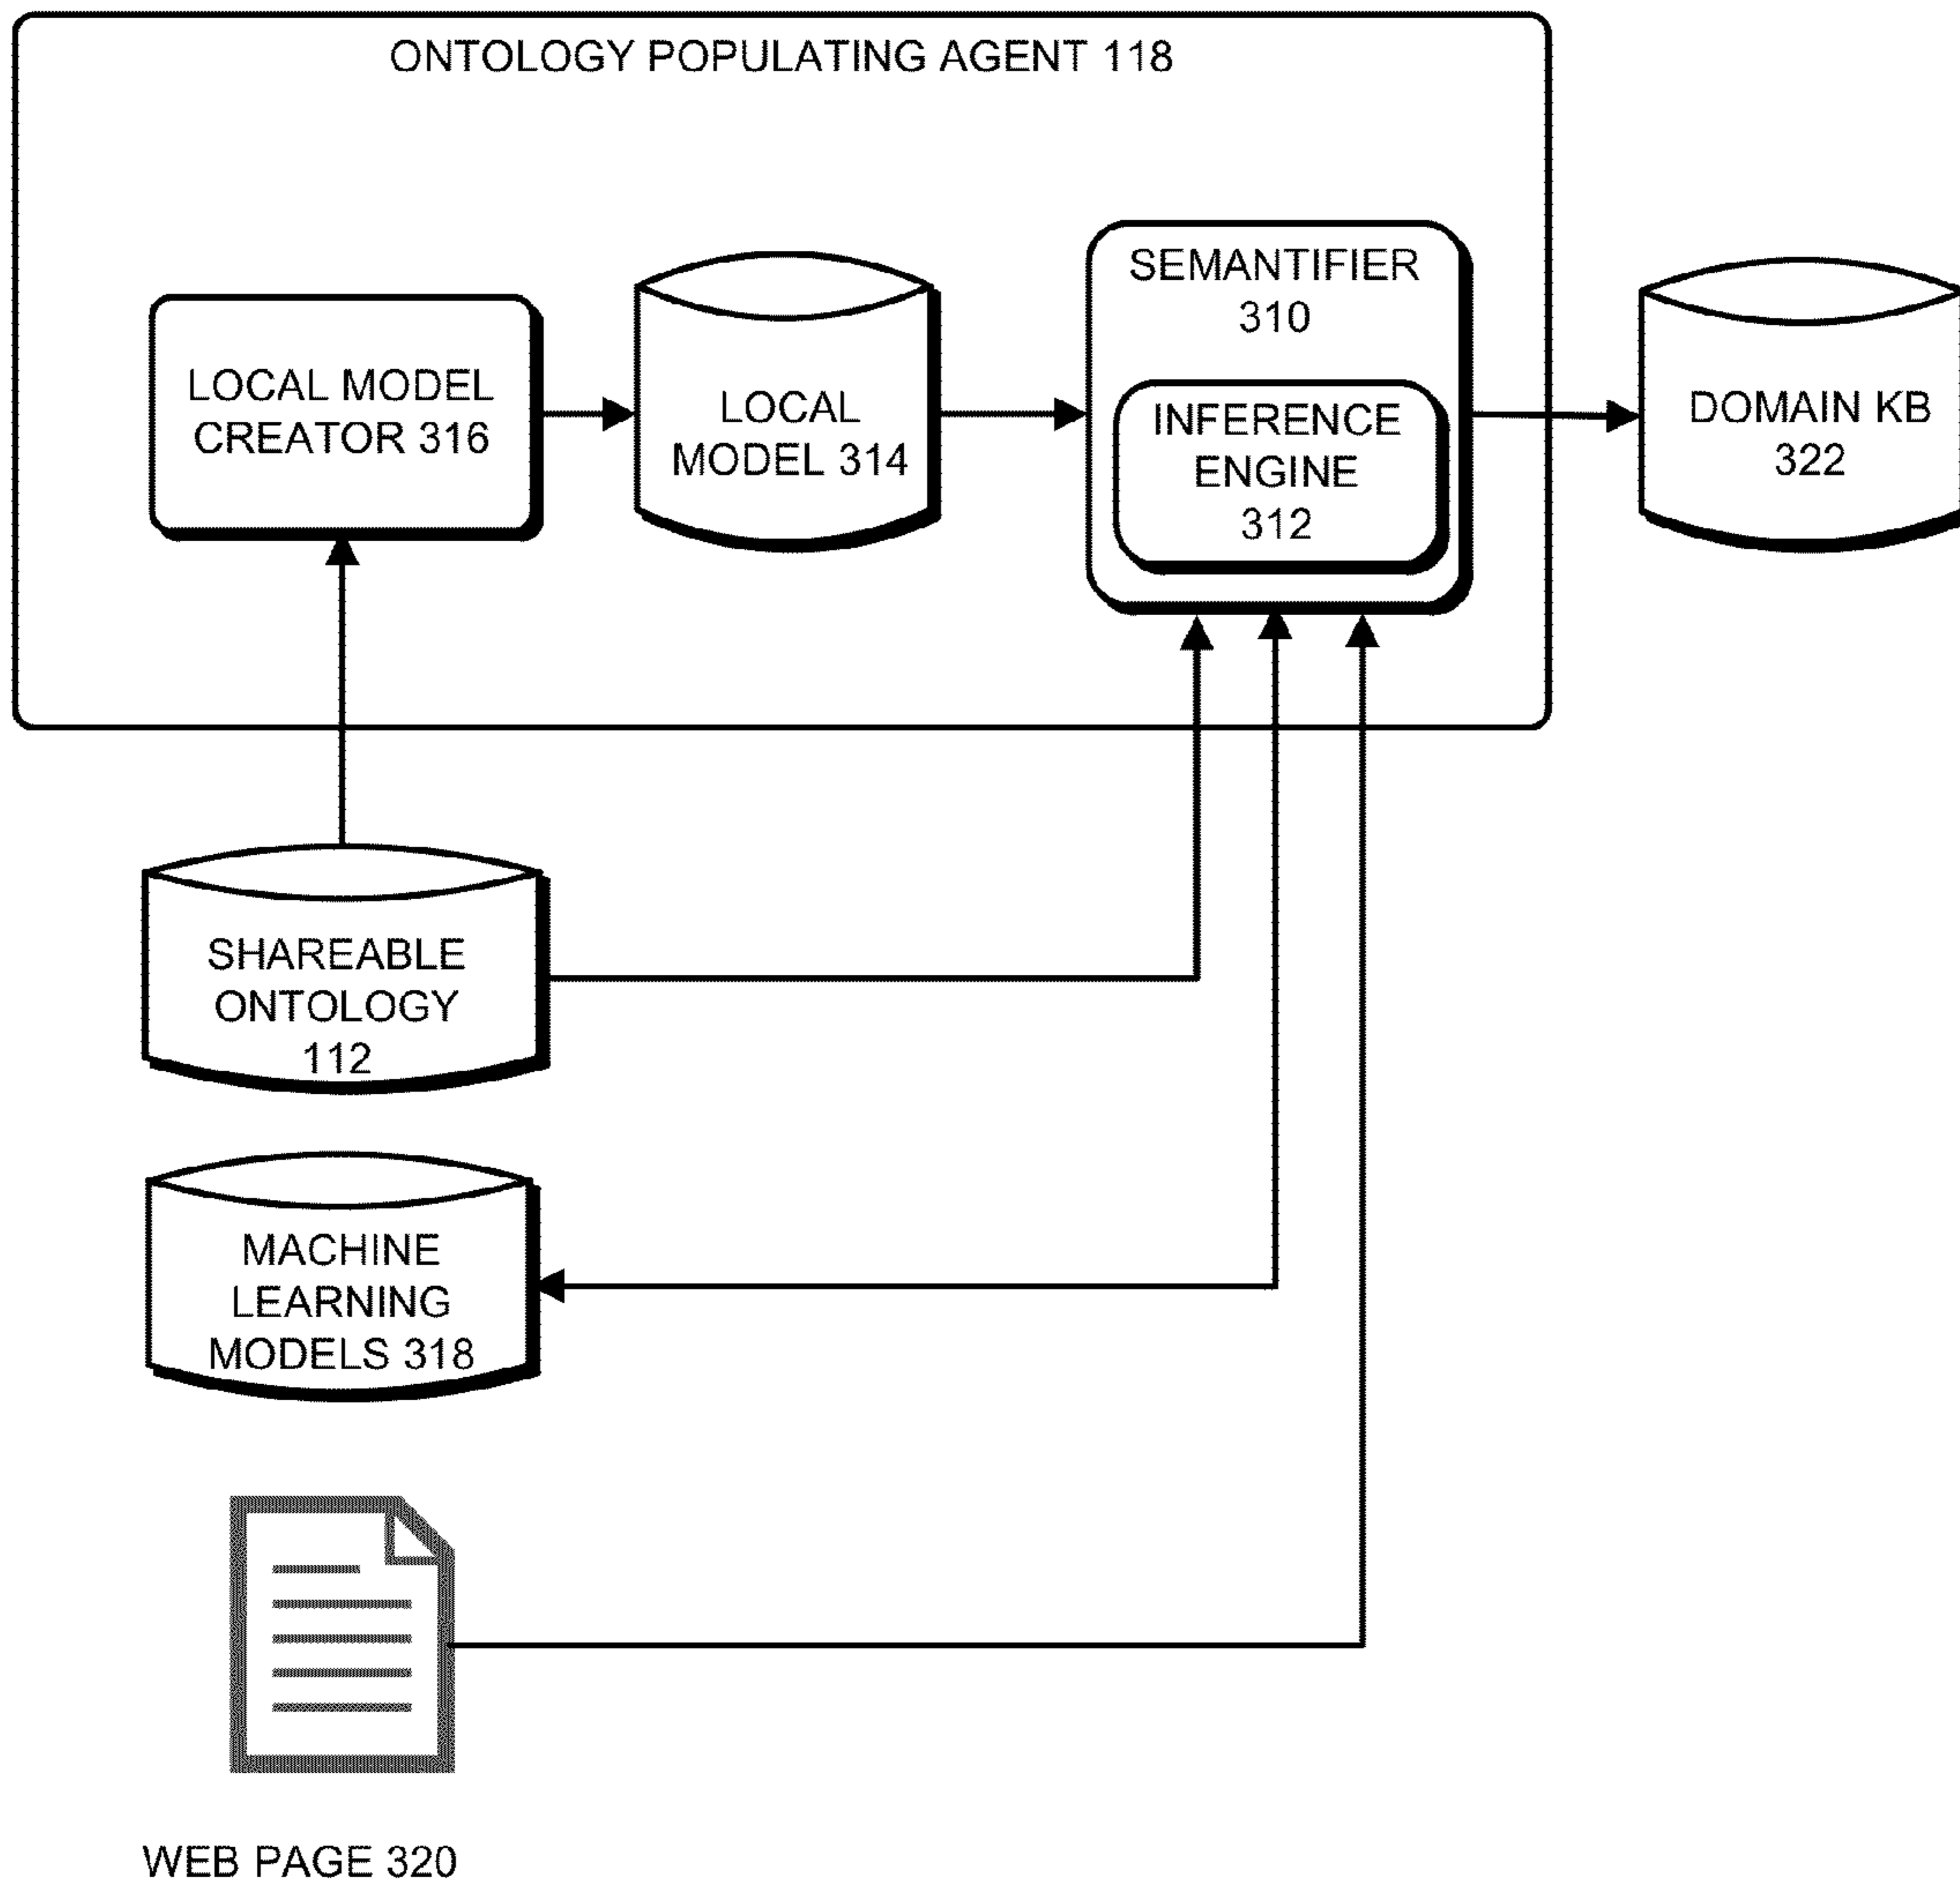 ONTOLOGY POPULATING AGENT 118
LOCAL MODEL
CREATOR 316
LOCAL
MODEL 314
SEMANTIFIER
310
INFERENCE
ENGINE
312
DOMAIN KB
322
SHAREABLE
ONTOLOGY
112
MACHINE
LEARNING
MODELS 318
WEB PAGE 320